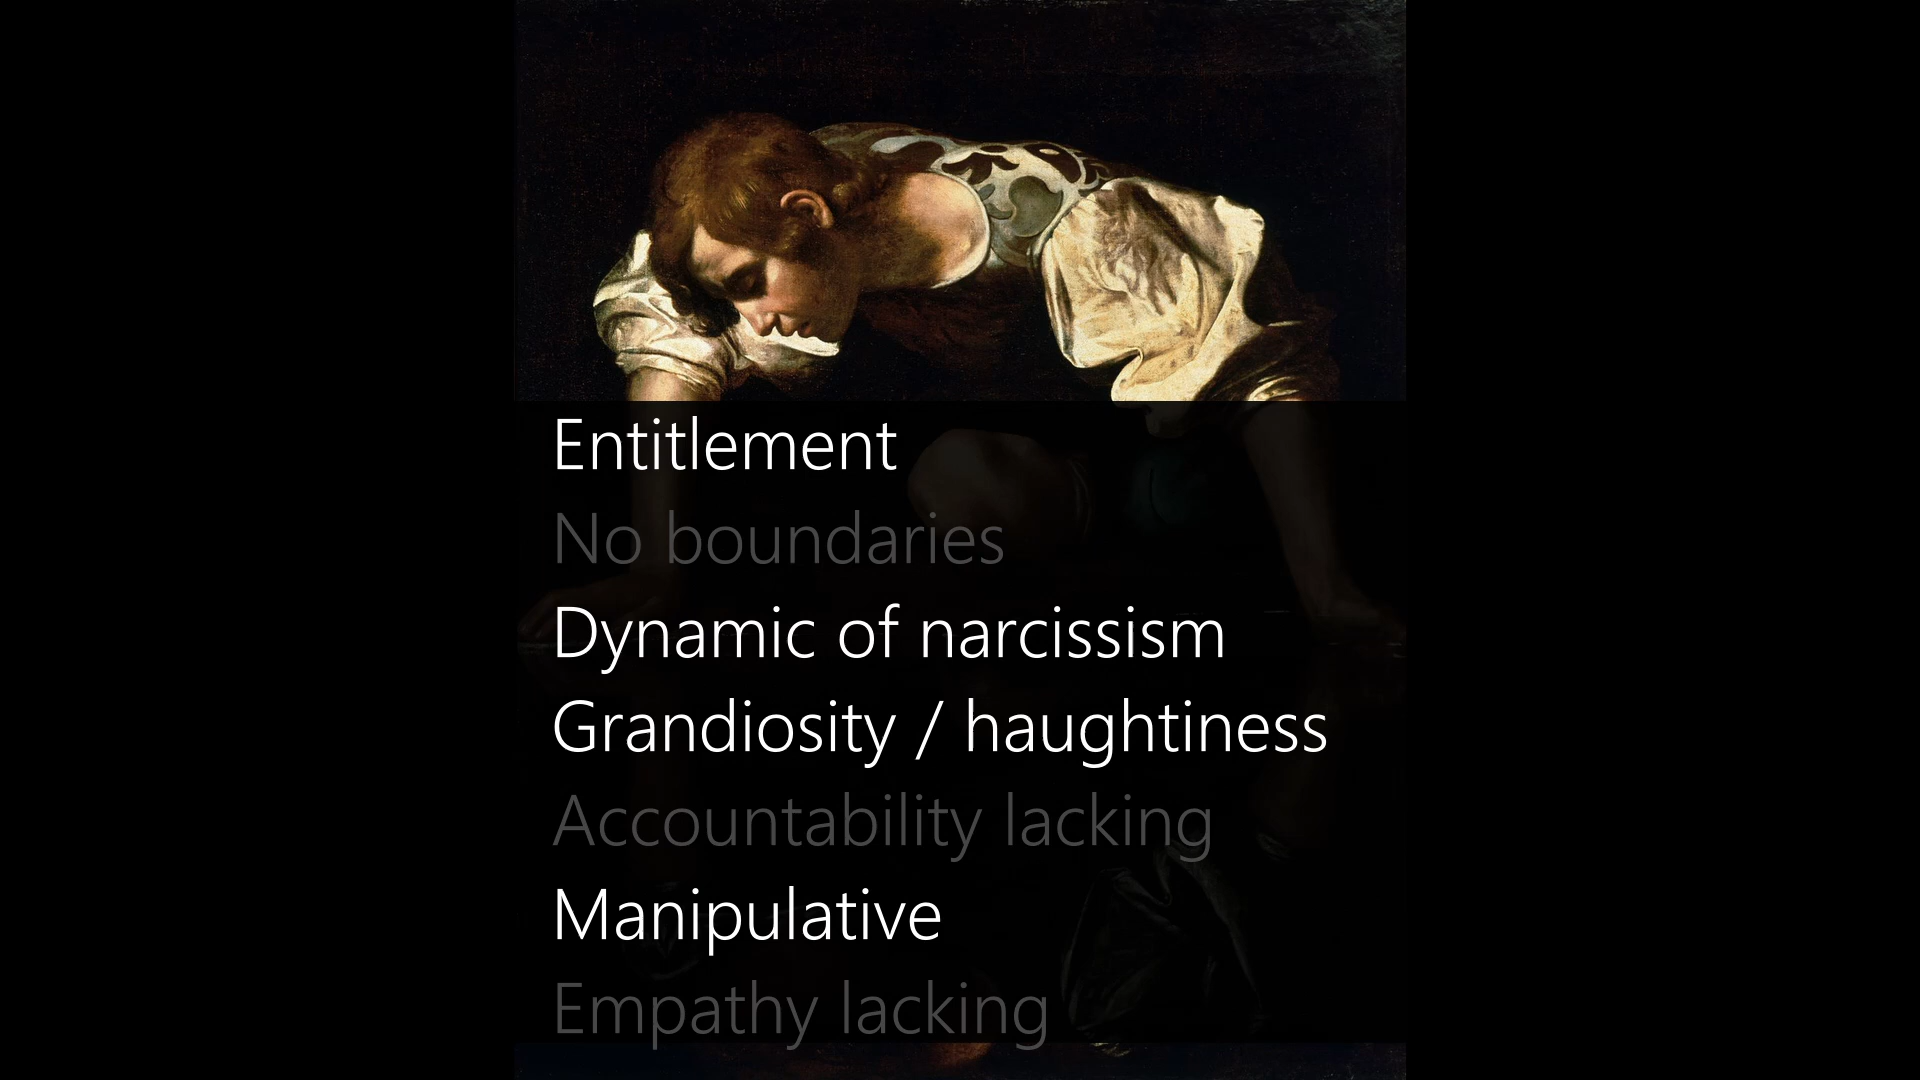 Entitlement
No boundaries
Dynamic of narcissism
Grandiosity / haughtiness
Accountability lacking
Manipulative
Empathy lacking